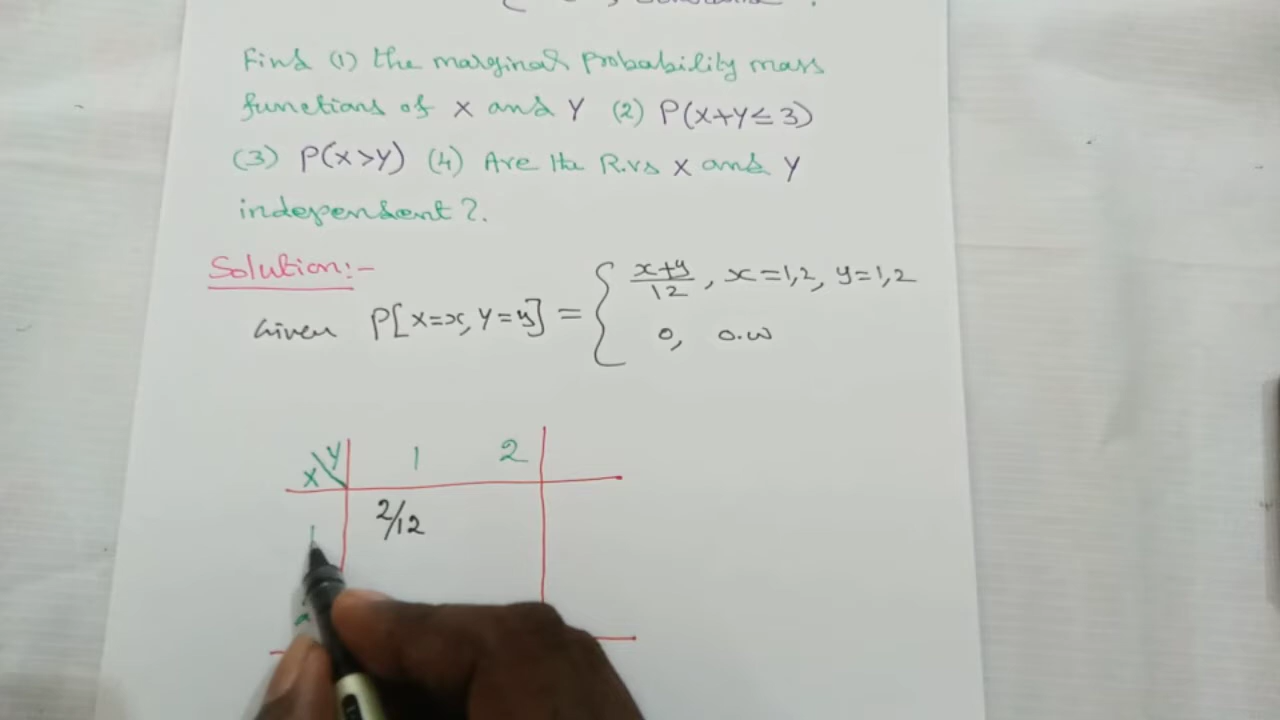 Find (1) the marginal Probability mass
functions of X and Y (2) P(X+Y≤3)
(3) P(X>Y) (4) Are the R.vs X and Y
independent?.
Solution:-
Given P[X=x, Y=y] = { x+y/12, x=1,2, y=1,2
0, o.w
X\Y 1 2
1 2/12